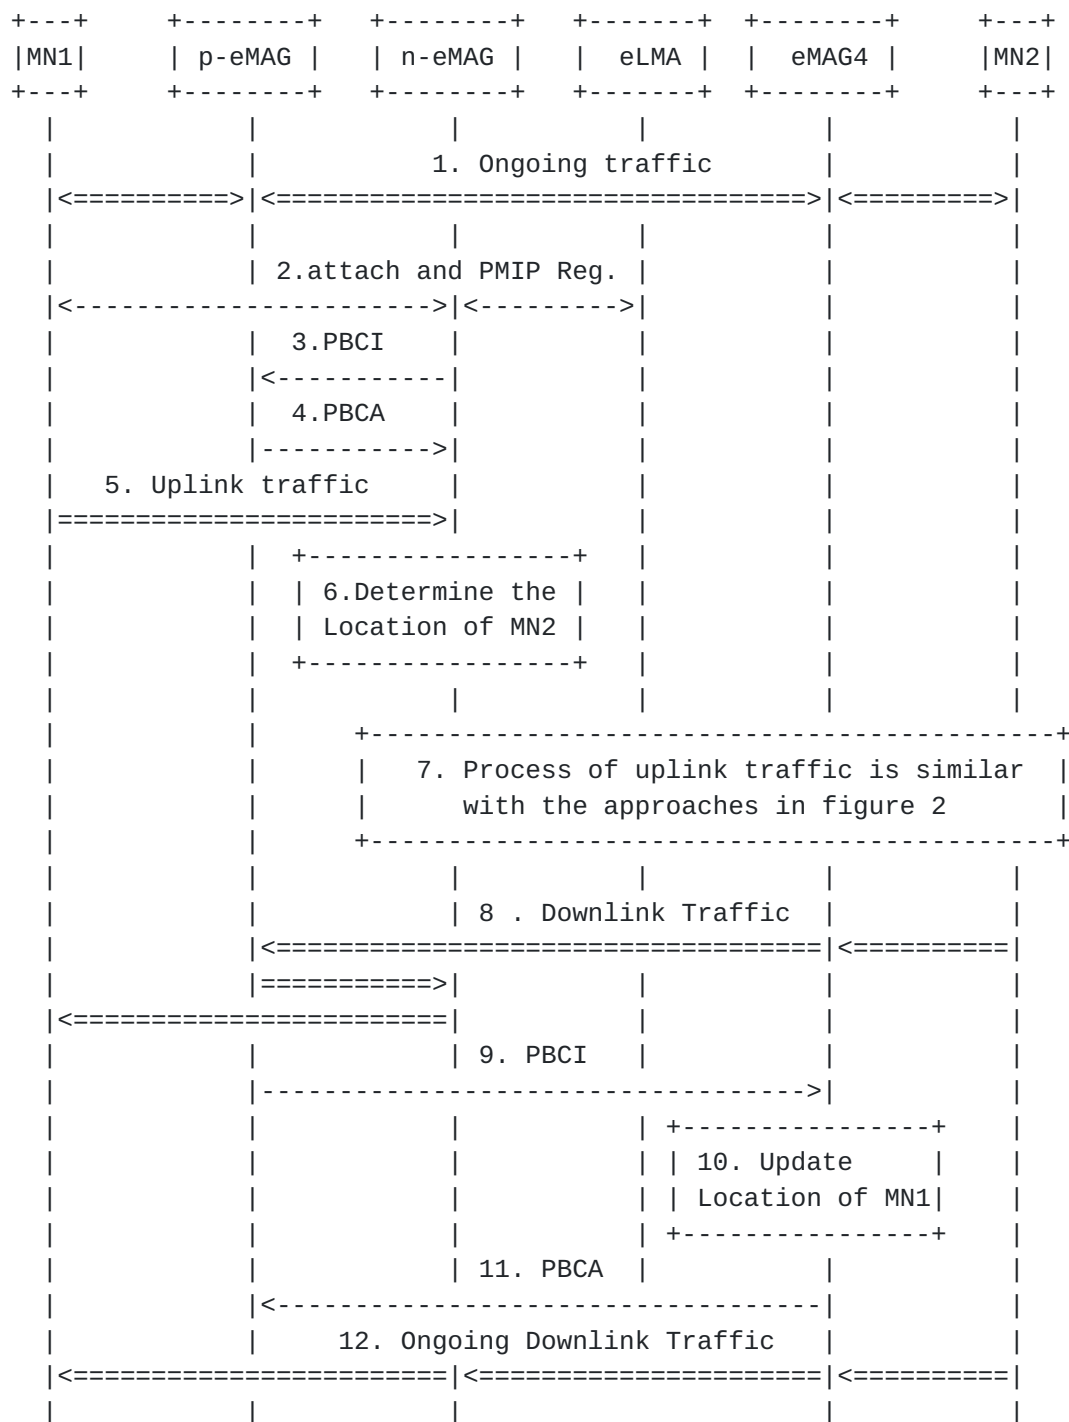 MN1 p-eMAG n-eMAG eLMA eMAG4 MN2
1. Ongoing traffic
2.attach and PMIP Reg.
3.PBCI
4.PBCA
5. Uplink traffic
6.Determine the
Location of MN2
7. Process of uplink traffic is similar
with the approaches in figure 2
8 . Downlink Traffic
9. PBCI
10. Update
Location of MN1
11. PBCA
12. Ongoing Downlink Traffic